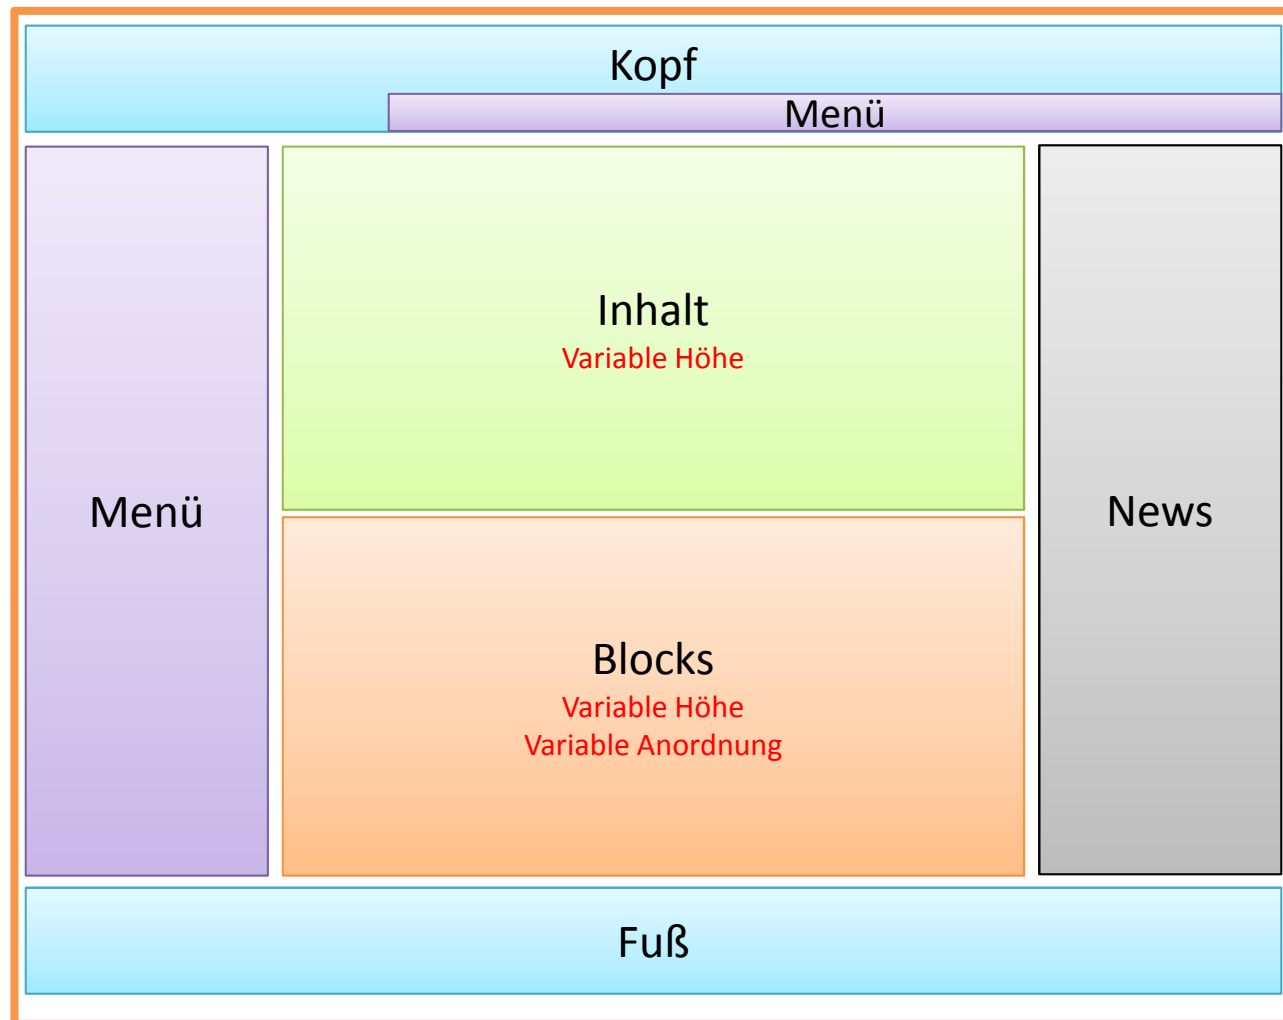 Kopf
Menü
Inhalt
Variable Höhe
Menü
News
Blocks
Variable Höhe
Variable Anordnung
Fuß